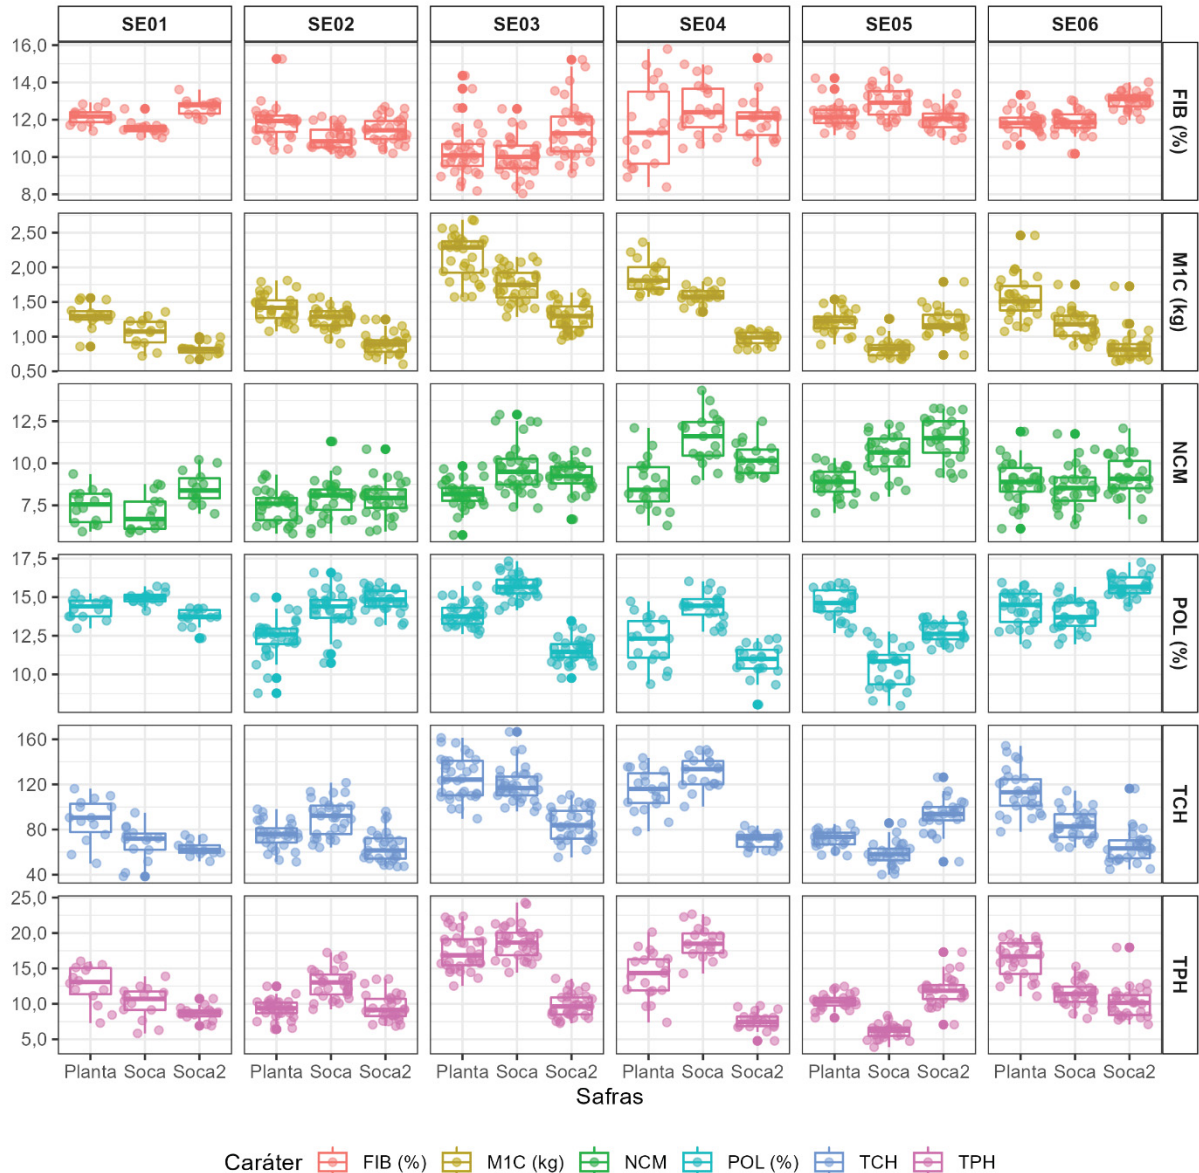 SE01 SE02 SE03 SE04 SE05 SE06
16,0
14,0
12,0
10,0
8,0
FIB (%)
2,50
2,00
1,50
1,00
0,50
M1C (kg)
12,5
10,0
7,5
NCM
17,5
15,0
12,5
10,0
POL (%)
160
120
80
40
TCH
25,0
20,0
15,0
10,0
5,0
TPH
Planta Soca Soca2 Planta Soca Soca2 Planta Soca Soca2 Planta Soca Soca2 Planta Soca Soca2 Planta Soca Soca2
Safras
Caráter FIB (%) M1C (kg) NCM POL (%) TCH TPH